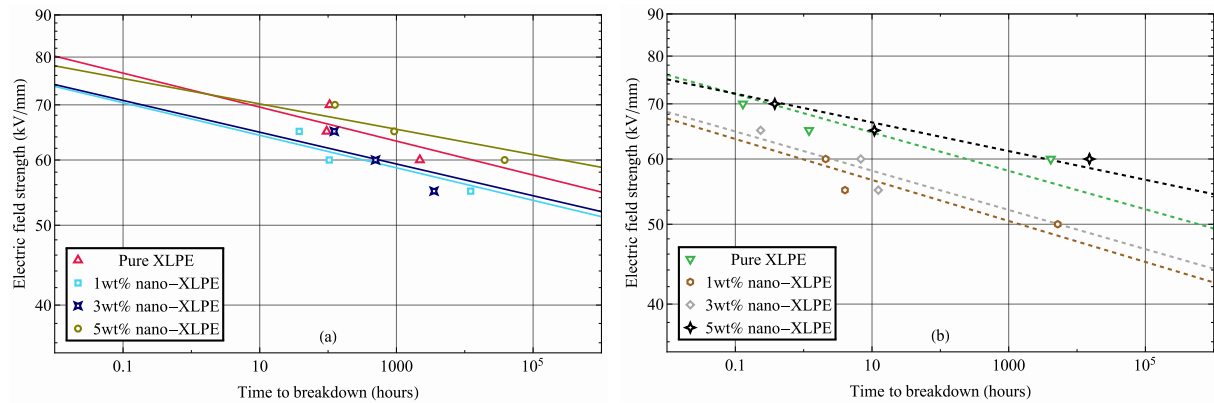 90
80
70
60
50
40
Electric field strength (kV/mm)
Pure XLPE
1wt% nano−XLPE
3wt% nano−XLPE
5wt% nano−XLPE
(a)
0.1
10
1000
10^5
Time to breakdown (hours)
90
80
70
60
50
40
Electric field strength (kV/mm)
Pure XLPE
1wt% nano−XLPE
3wt% nano−XLPE
5wt% nano−XLPE
(b)
0.1
10
1000
10^5
Time to breakdown (hours)